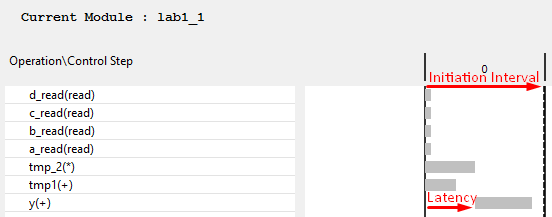 Current Module : lab1_1
Operation\Control Step
0
Initiation Interval
d_read(read)
c_read(read)
b_read(read)
a_read(read)
tmp_2(*)
tmp1(+)
y(+)
Latency